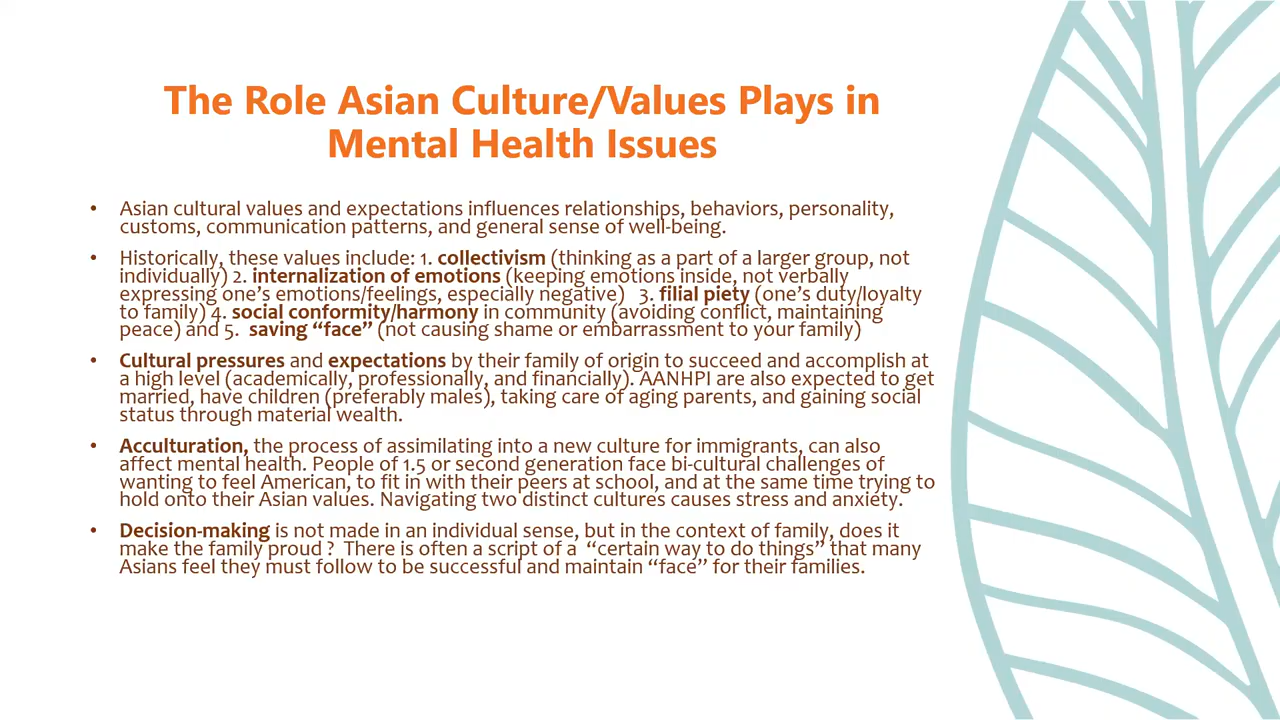 The Role Asian Culture/Values Plays in
Mental Health Issues
• Asian cultural values and expectations influences relationships, behaviors, personality,
customs, communication patterns, and general sense of well-being.
• Historically, these values include: 1. collectivism (thinking as a part of a larger group, not
individually) 2. internalization of emotions (keeping emotions inside, not verbally
expressing one's emotions/feelings, especially negative) 3. filial piety (one's duty/loyalty
to family) 4. social conformity/harmony in community (avoiding conflict, maintaining
peace) and 5. saving “face” (not causing shame or embarrassment to your family)
• Cultural pressures and expectations by their family of origin to succeed and accomplish at
a high level (academically, professionally, and financially). AANHPI are also expected to get
married, have children (preferably males), taking care of aging parents, and gaining social
status through material wealth.
• Acculturation, the process of assimilating into a new culture for immigrants, can also
affect mental health. People of 1.5 or second generation face bi-cultural challenges of
wanting to feel American, to fit in with their peers at school, and at the same time trying to
hold onto their Asian values. Navigating two distinct cultures causes stress and anxiety.
• Decision-making is not made in an individual sense, but in the context of family, does it
make the family proud ? There is often a script of a “certain way to do things” that many
Asians feel they must follow to be successful and maintain “face” for their families.